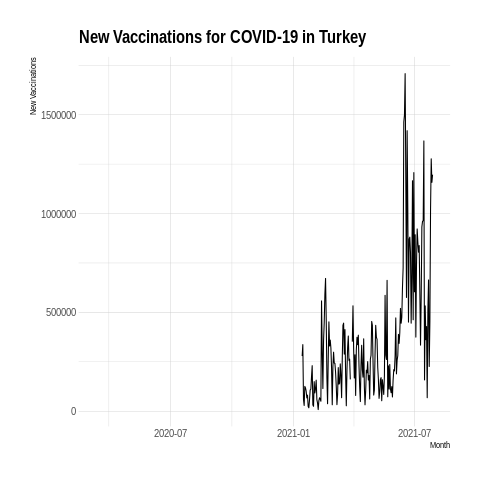 New Vaccinations for COVID-19 in Turkey
New Vaccinations
1500000
1000000
500000
0
2020-07
2021-01
2021-07
Month